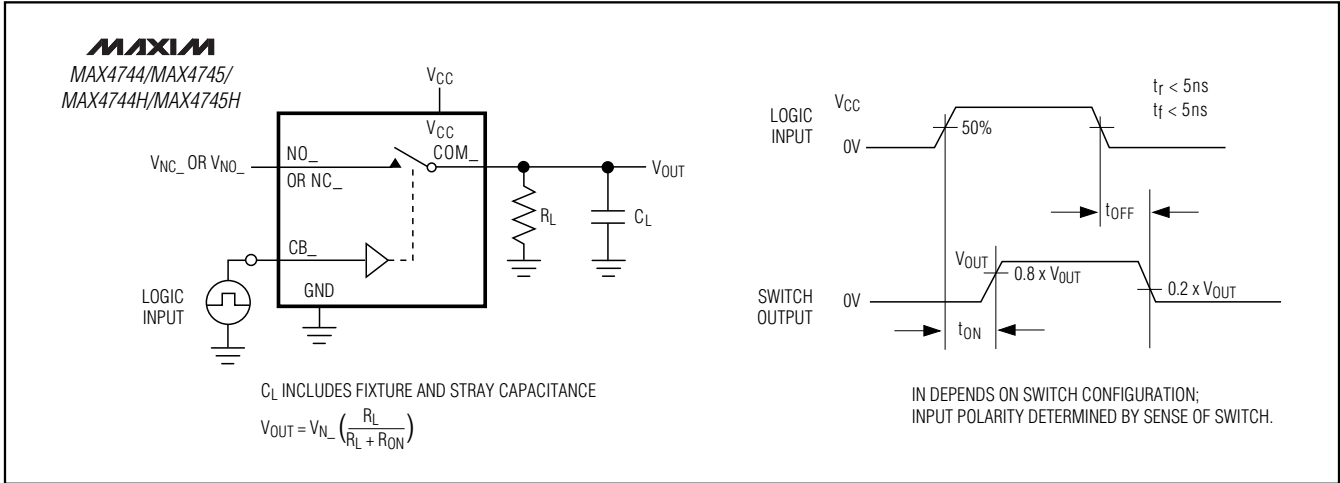 MAXIM
MAX4744/MAX4745/
MAX4744H/MAX4745H
VCC
VCC
VNC_ OR VNO_
NO_
OR NC_
COM_
VOUT
RL
CL
CB_
GND
LOGIC
INPUT
CL INCLUDES FIXTURE AND STRAY CAPACITANCE
VOUT = VN_ (RL / RL + RON)
LOGIC
INPUT
VCC
0V
50%
tr < 5ns
tf < 5ns
tOFF
SWITCH
OUTPUT
VOUT
0V
0.8 x VOUT
0.2 x VOUT
tON
IN DEPENDS ON SWITCH CONFIGURATION;
INPUT POLARITY DETERMINED BY SENSE OF SWITCH.